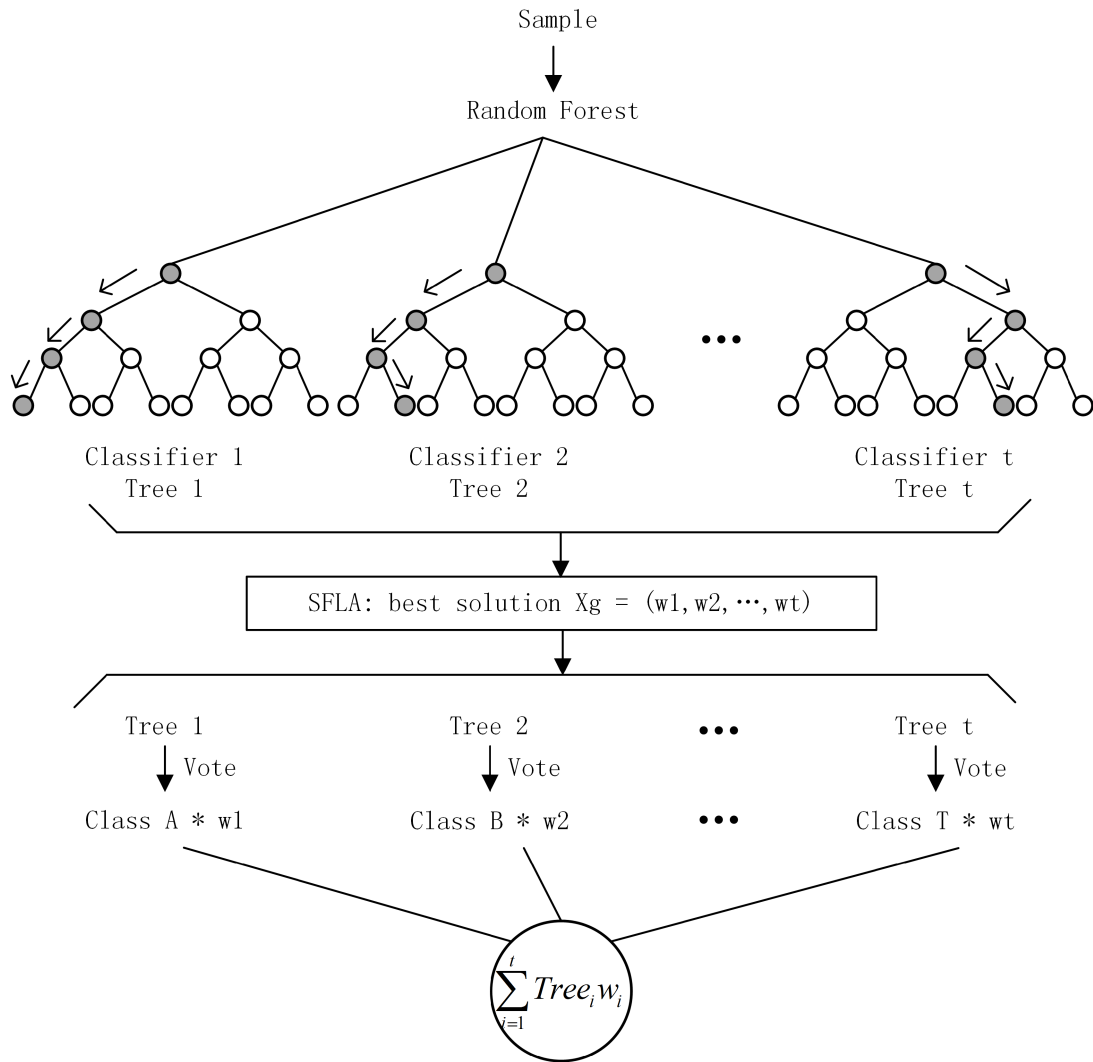 Sample
Random Forest
•••
Classifier 1 Classifier 2 Classifier t
Tree 1 Tree 2 Tree t
SFLA: best solution Xg = (w1,w2,···,wt)
Tree 1 Tree 2 ••• Tree t
Vote Vote Vote
Class A * w1 Class B * w2 ••• Class T * wt
$\sum_{i=1}^{t} Tree_i w_i$